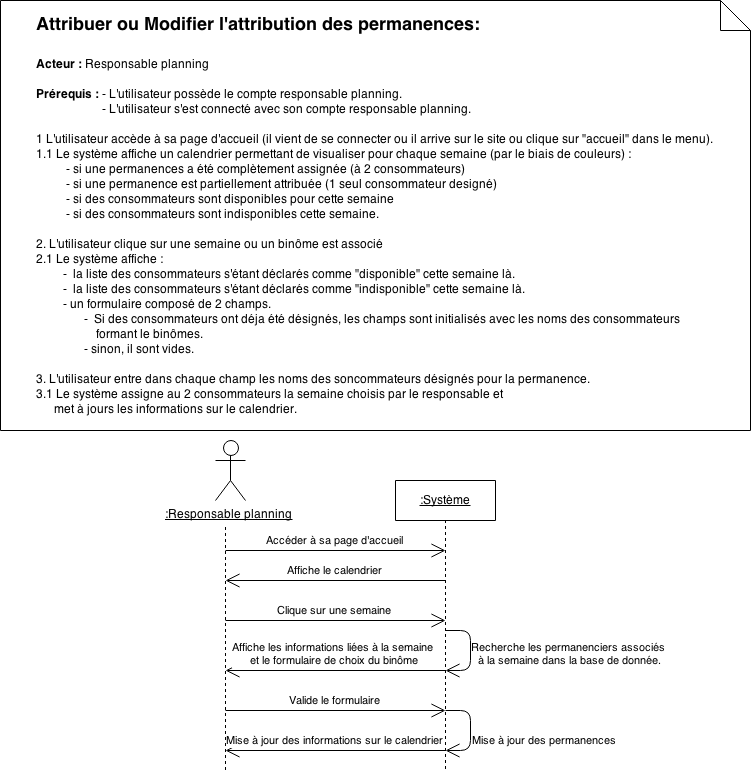 Attribuer ou Modifier l'attribution des permanences:
Acteur : Responsable planning
Prérequis : - L'utilisateur possède le compte responsable planning.
- L'utilisateur s'est connecté avec son compte responsable planning.
1 L'utilisateur accède à sa page d'accueil (il vient de se connecter ou il arrive sur le site ou clique sur "accueil" dans le menu).
1.1 Le système affiche un calendrier permettant de visualiser pour chaque semaine (par le biais de couleurs) :
- si une permanences a été complètement assignée (à 2 consommateurs)
- si une permanence est partiellement attribuée (1 seul consommateur designé)
- si des consommateurs sont disponibles pour cette semaine
- si des consommateurs sont indisponibles cette semaine.
2. L'utilisateur clique sur une semaine ou un binôme est associé
2.1 Le système affiche :
- la liste des consommateurs s'étant déclarés comme "disponible" cette semaine là.
- la liste des consommateurs s'étant déclarés comme "indisponible" cette semaine là.
- un formulaire composé de 2 champs.
- Si des consommateurs ont déja été désignés, les champs sont initialisés avec les noms des consommateurs
formant le binômes.
- sinon, il sont vides.
3. L'utilisateur entre dans chaque champ les noms des soncommateurs désignés pour la permanence.
3.1 Le système assigne au 2 consommateurs la semaine choisis par le responsable et
met à jours les informations sur le calendrier.
:Responsable planning
:Système
Accéder à sa page d'accueil
Affiche le calendrier
Clique sur une semaine
Affiche les informations liées à la semaine
et le formulaire de choix du binôme
Recherche les permanenciers associés
à la semaine dans la base de donnée.
Valide le formulaire
Mise à jour des informations sur le calendrier
Mise à jour des permanences